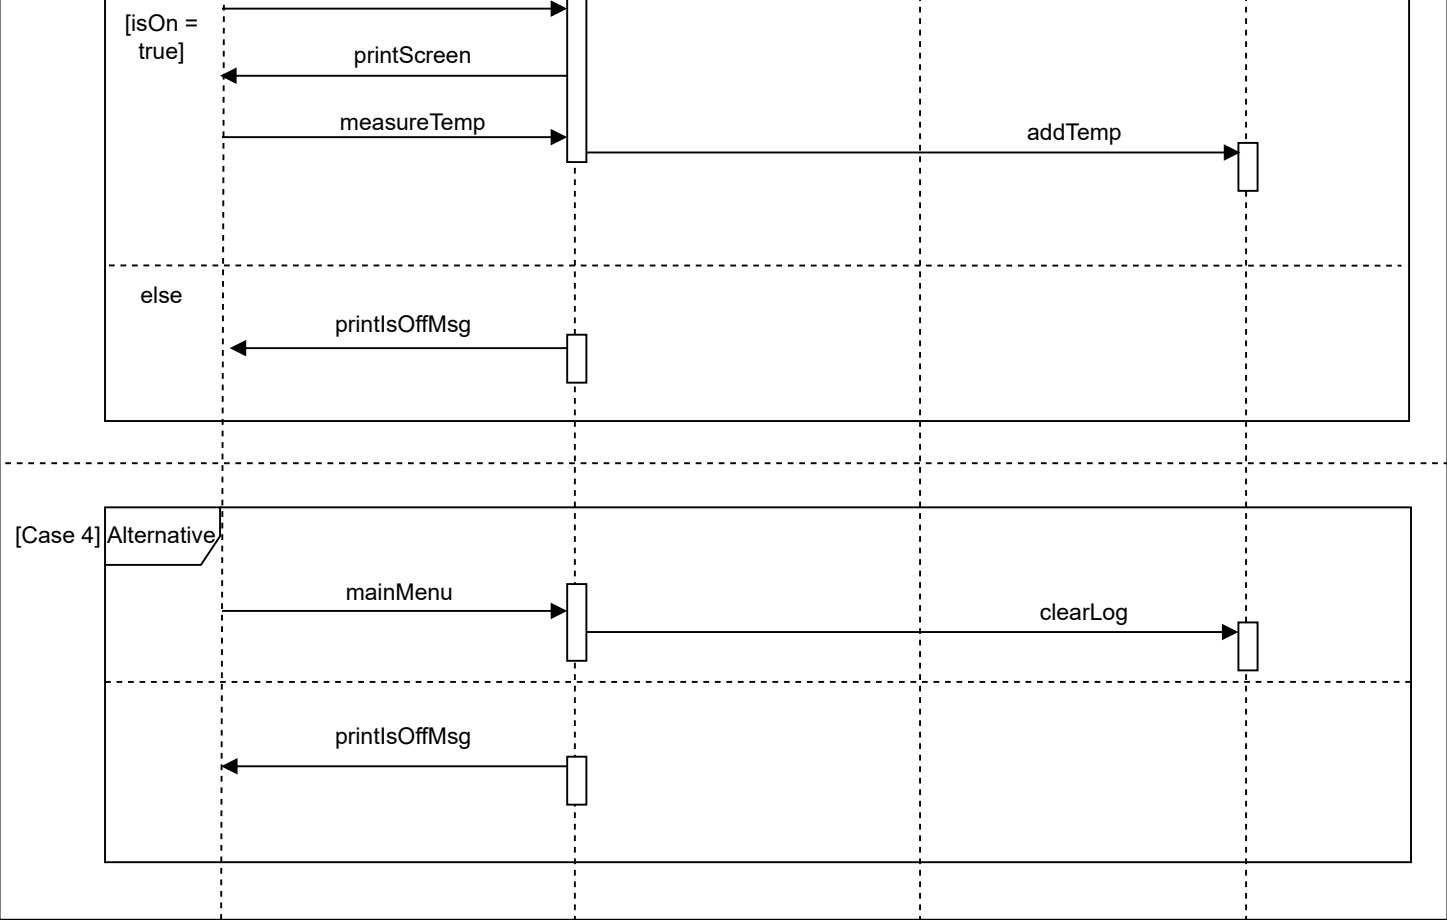 [isOn =
true]
printScreen
measureTemp
addTemp
else
printIsOffMsg
[Case 4]
Alternative
mainMenu
clearLog
printIsOffMsg